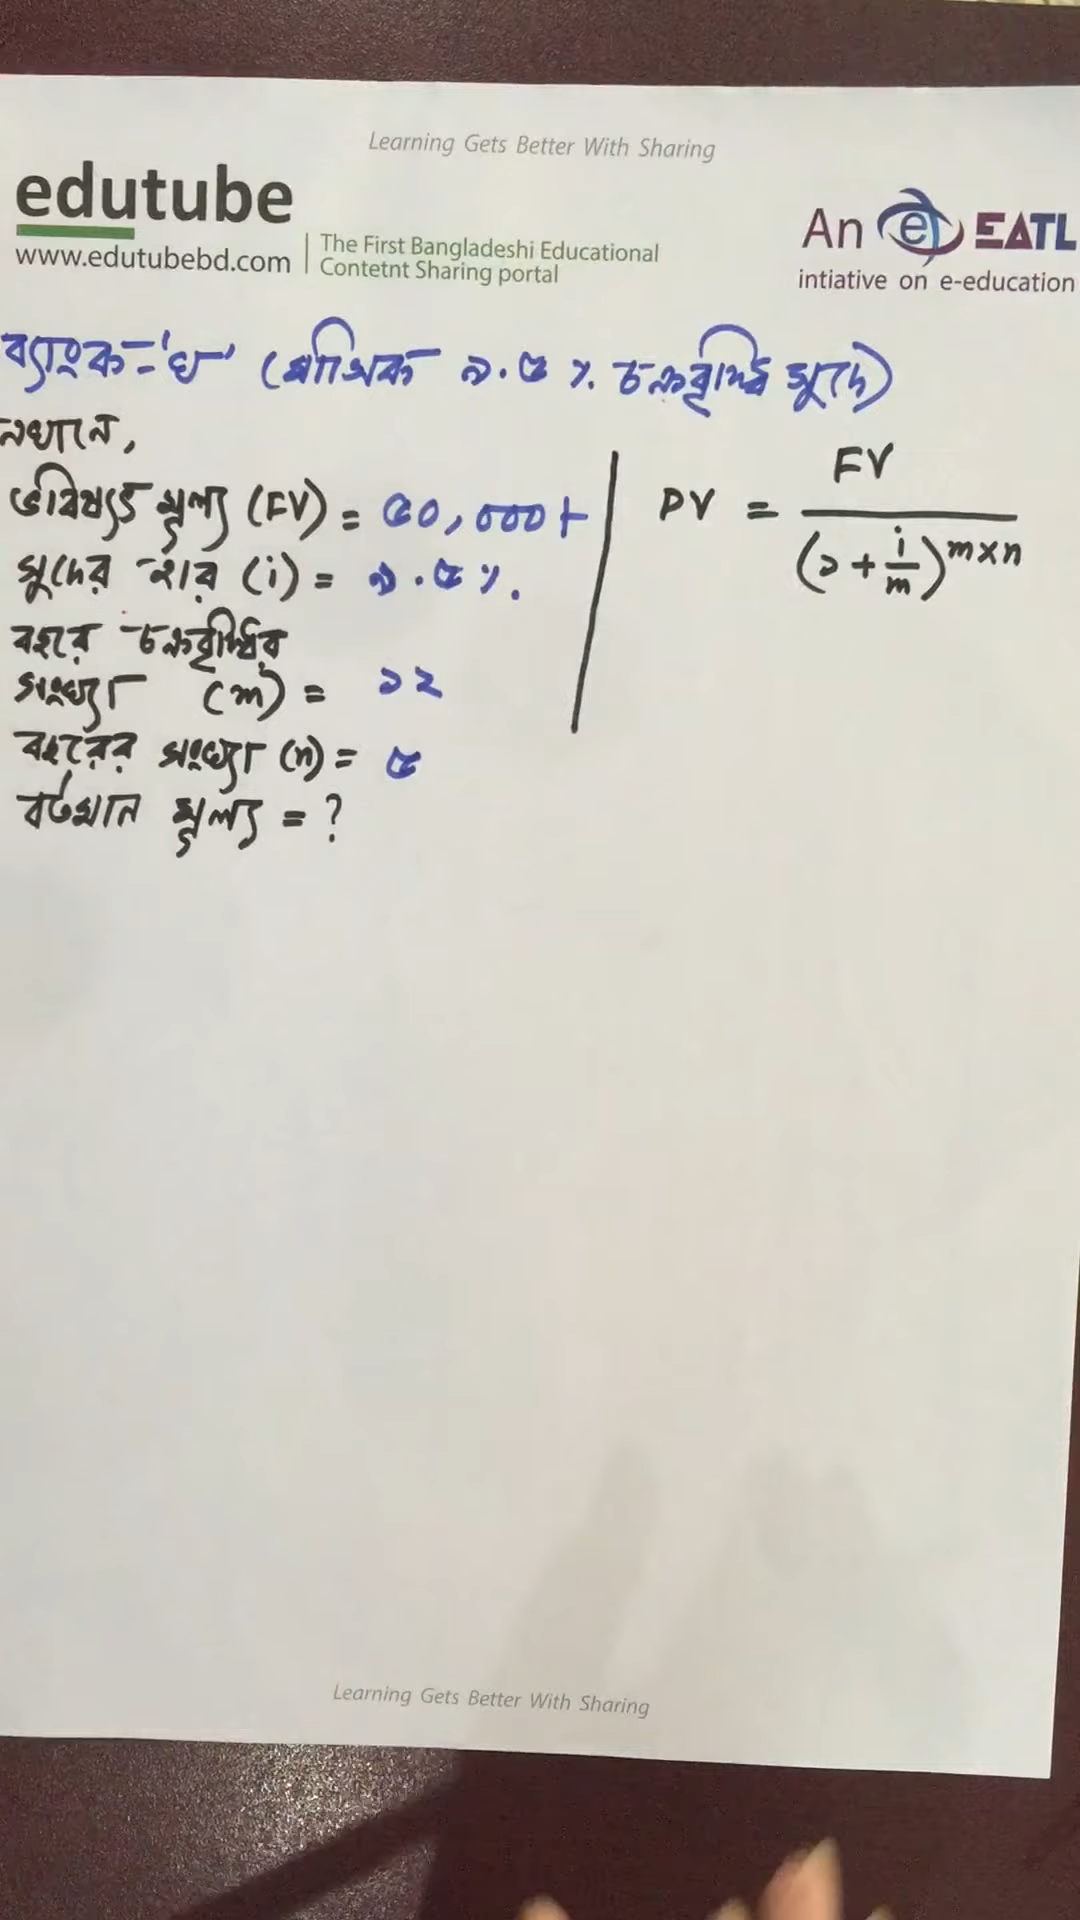 Learning Gets Better With Sharing
edutube
www.edutubebd.com
The First Bangladeshi Educational
Contetnt Sharing portal
An e EATL
intiative on e-education
ব্যাংক-'খ' (মাসিক ৯.৫% চক্রবৃদ্ধি সুদে)
এখানে,
ভবিষ্যৎ মূল্য (FV) = ৫০,০০০৳
সুদের হার (i) = ৯.৫%.
বছরে চক্রবৃদ্ধির
সংখ্যা (m) = ১২
বছরের সংখ্যা (n) = ৫
বর্তমান মূল্য = ?
PV = FV / (১ + i/m)^m×n
Learning Gets Better With Sharing